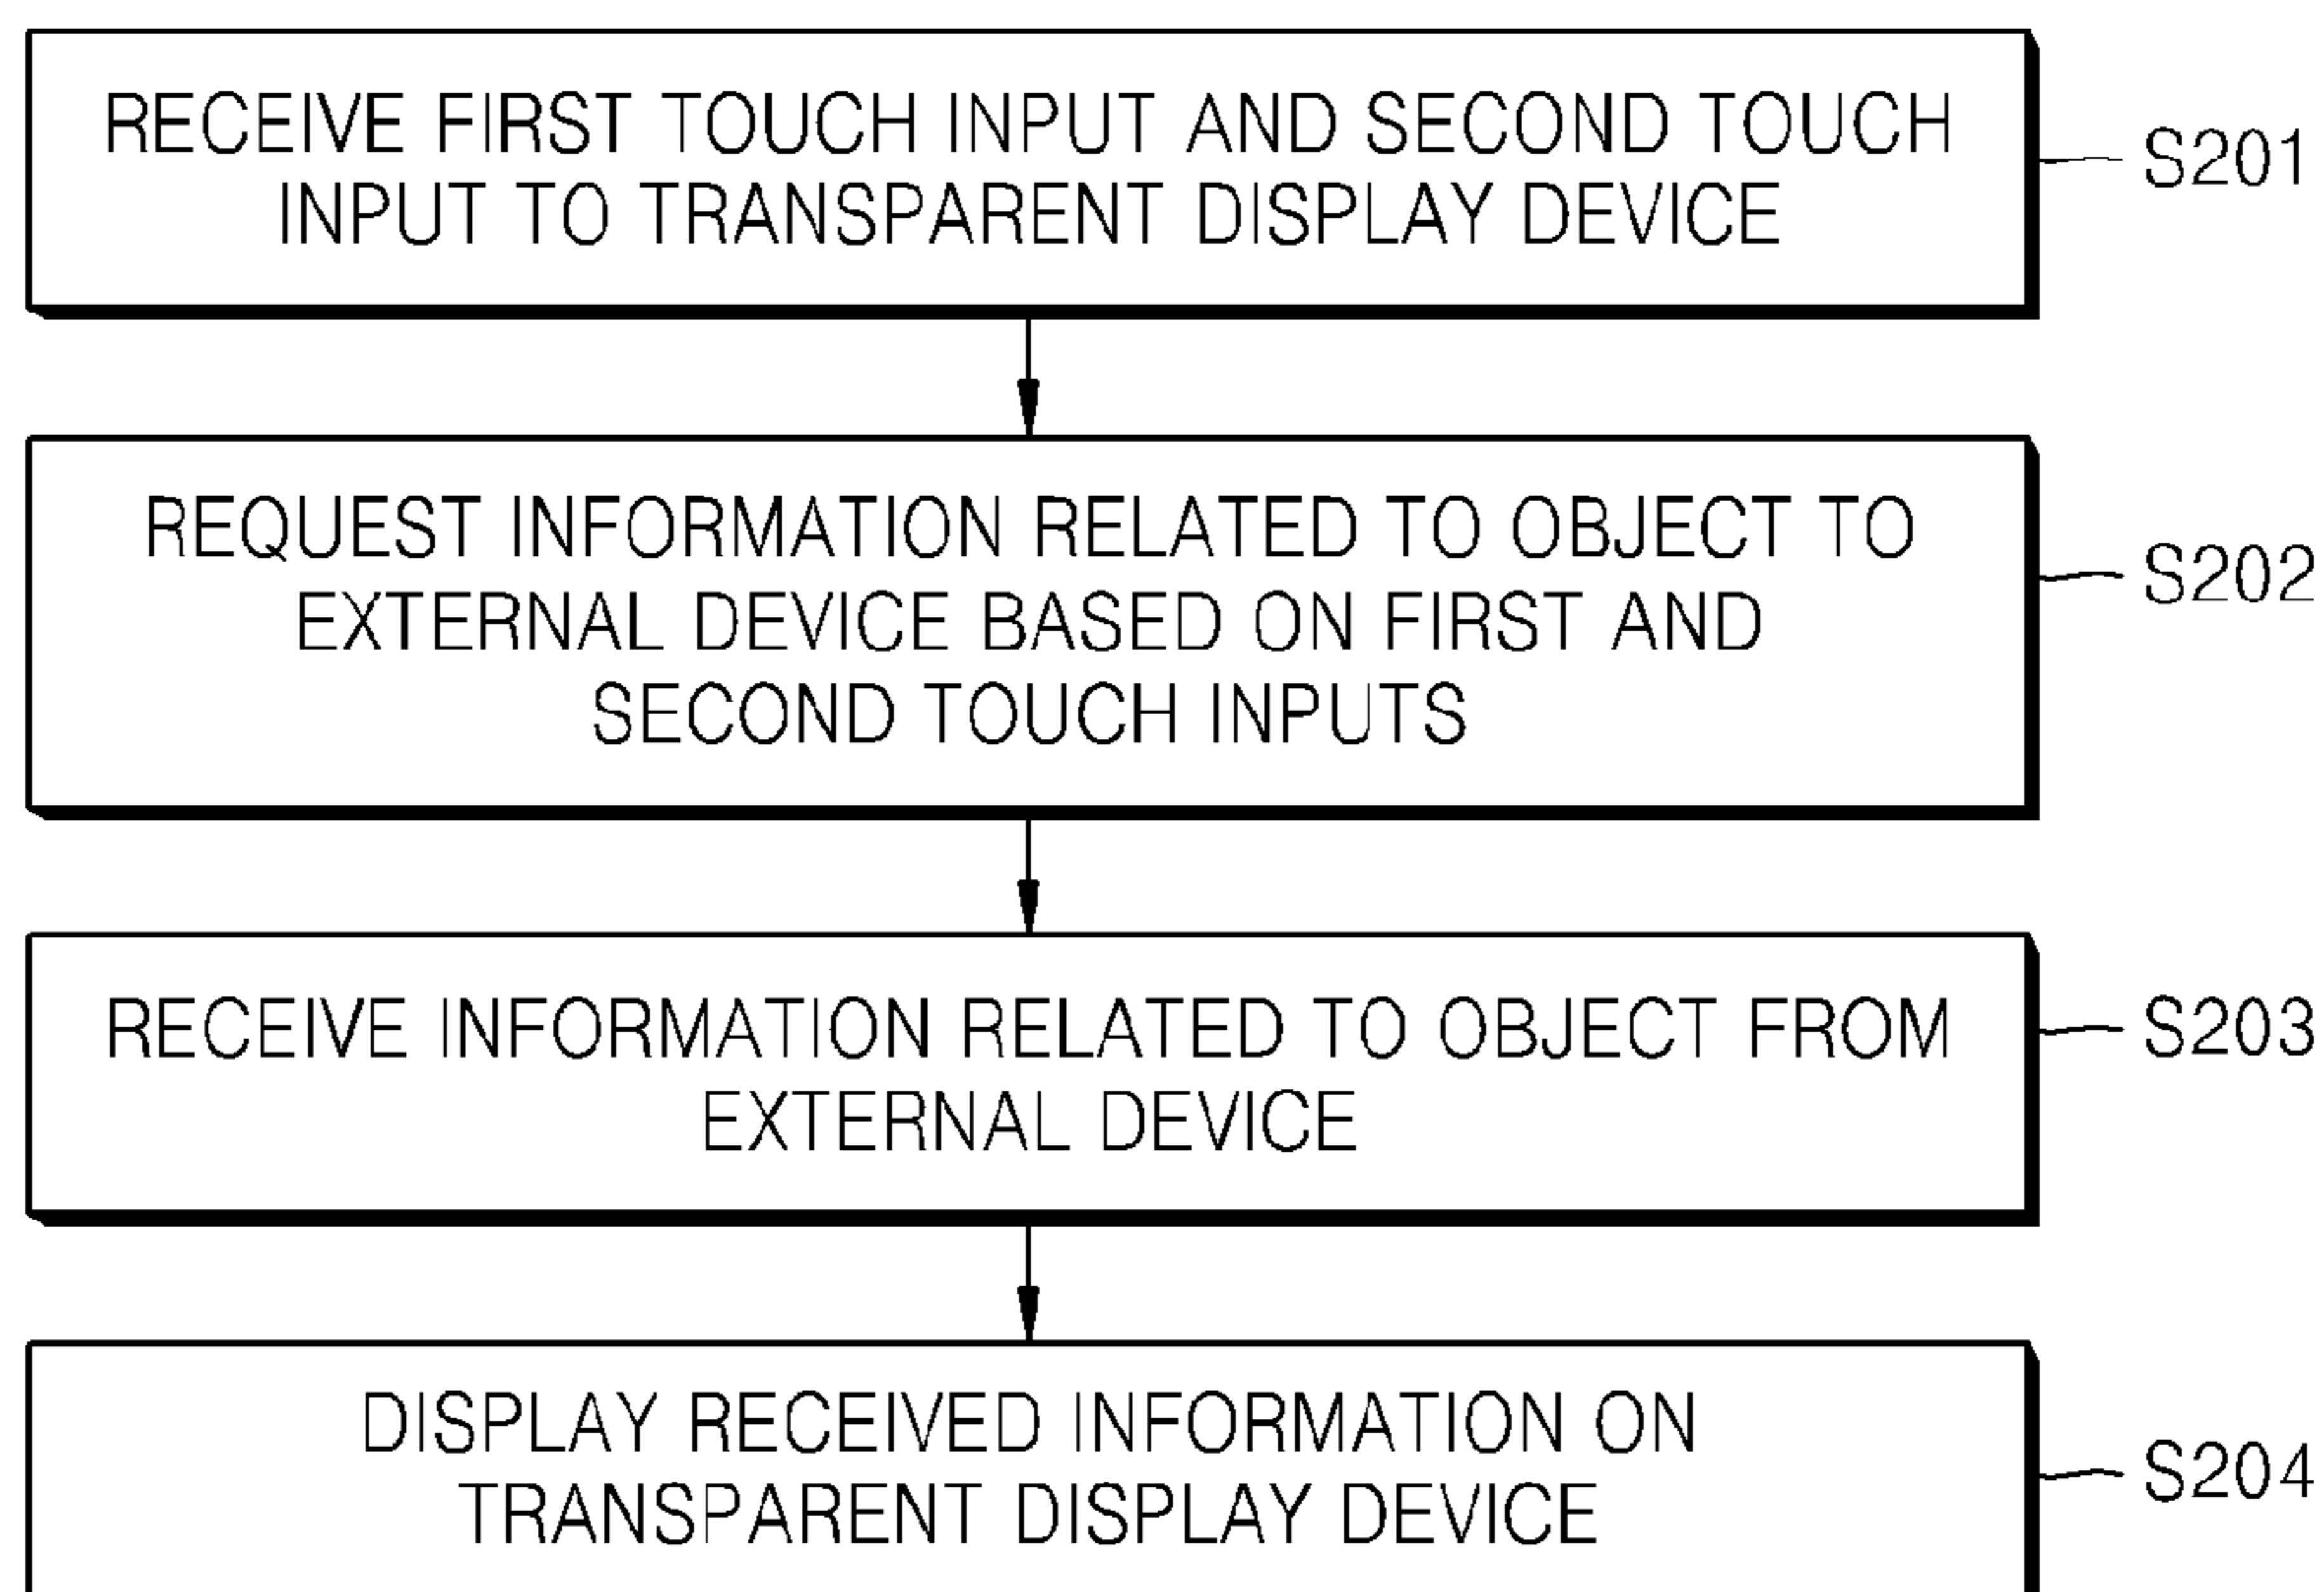 RECEIVE FIRST TOUCH INPUT AND SECOND TOUCH
INPUT TO TRANSPARENT DISPLAY DEVICE
S201
REQUEST INFORMATION RELATED TO OBJECT TO
EXTERNAL DEVICE BASED ON FIRST AND
SECOND TOUCH INPUTS
S202
RECEIVE INFORMATION RELATED TO OBJECT FROM
EXTERNAL DEVICE
S203
DISPLAY RECEIVED INFORMATION ON
TRANSPARENT DISPLAY DEVICE
S204